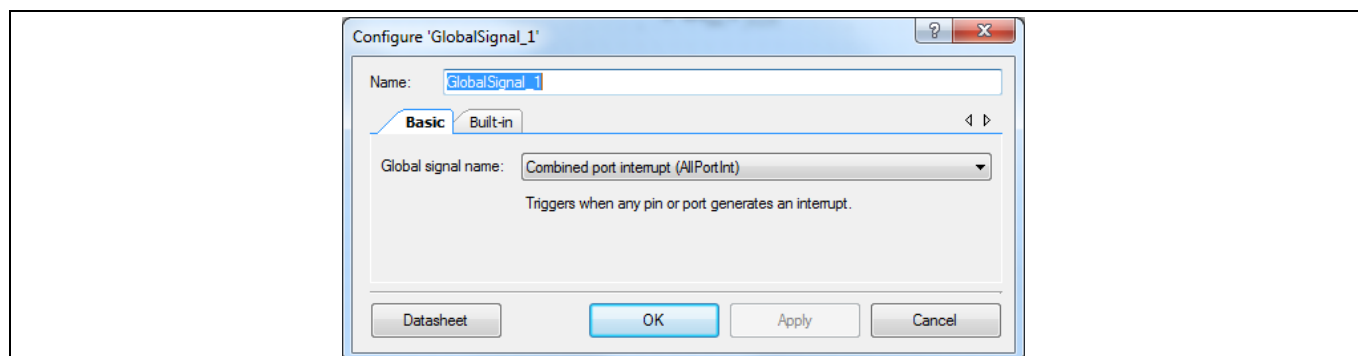 Configure 'GlobalSignal_1'
Name: GlobalSignal_1
Basic Built-in
Global signal name: Combined port interrupt (AllPortInt)
Triggers when any pin or port generates an interrupt.
Datasheet OK Apply Cancel